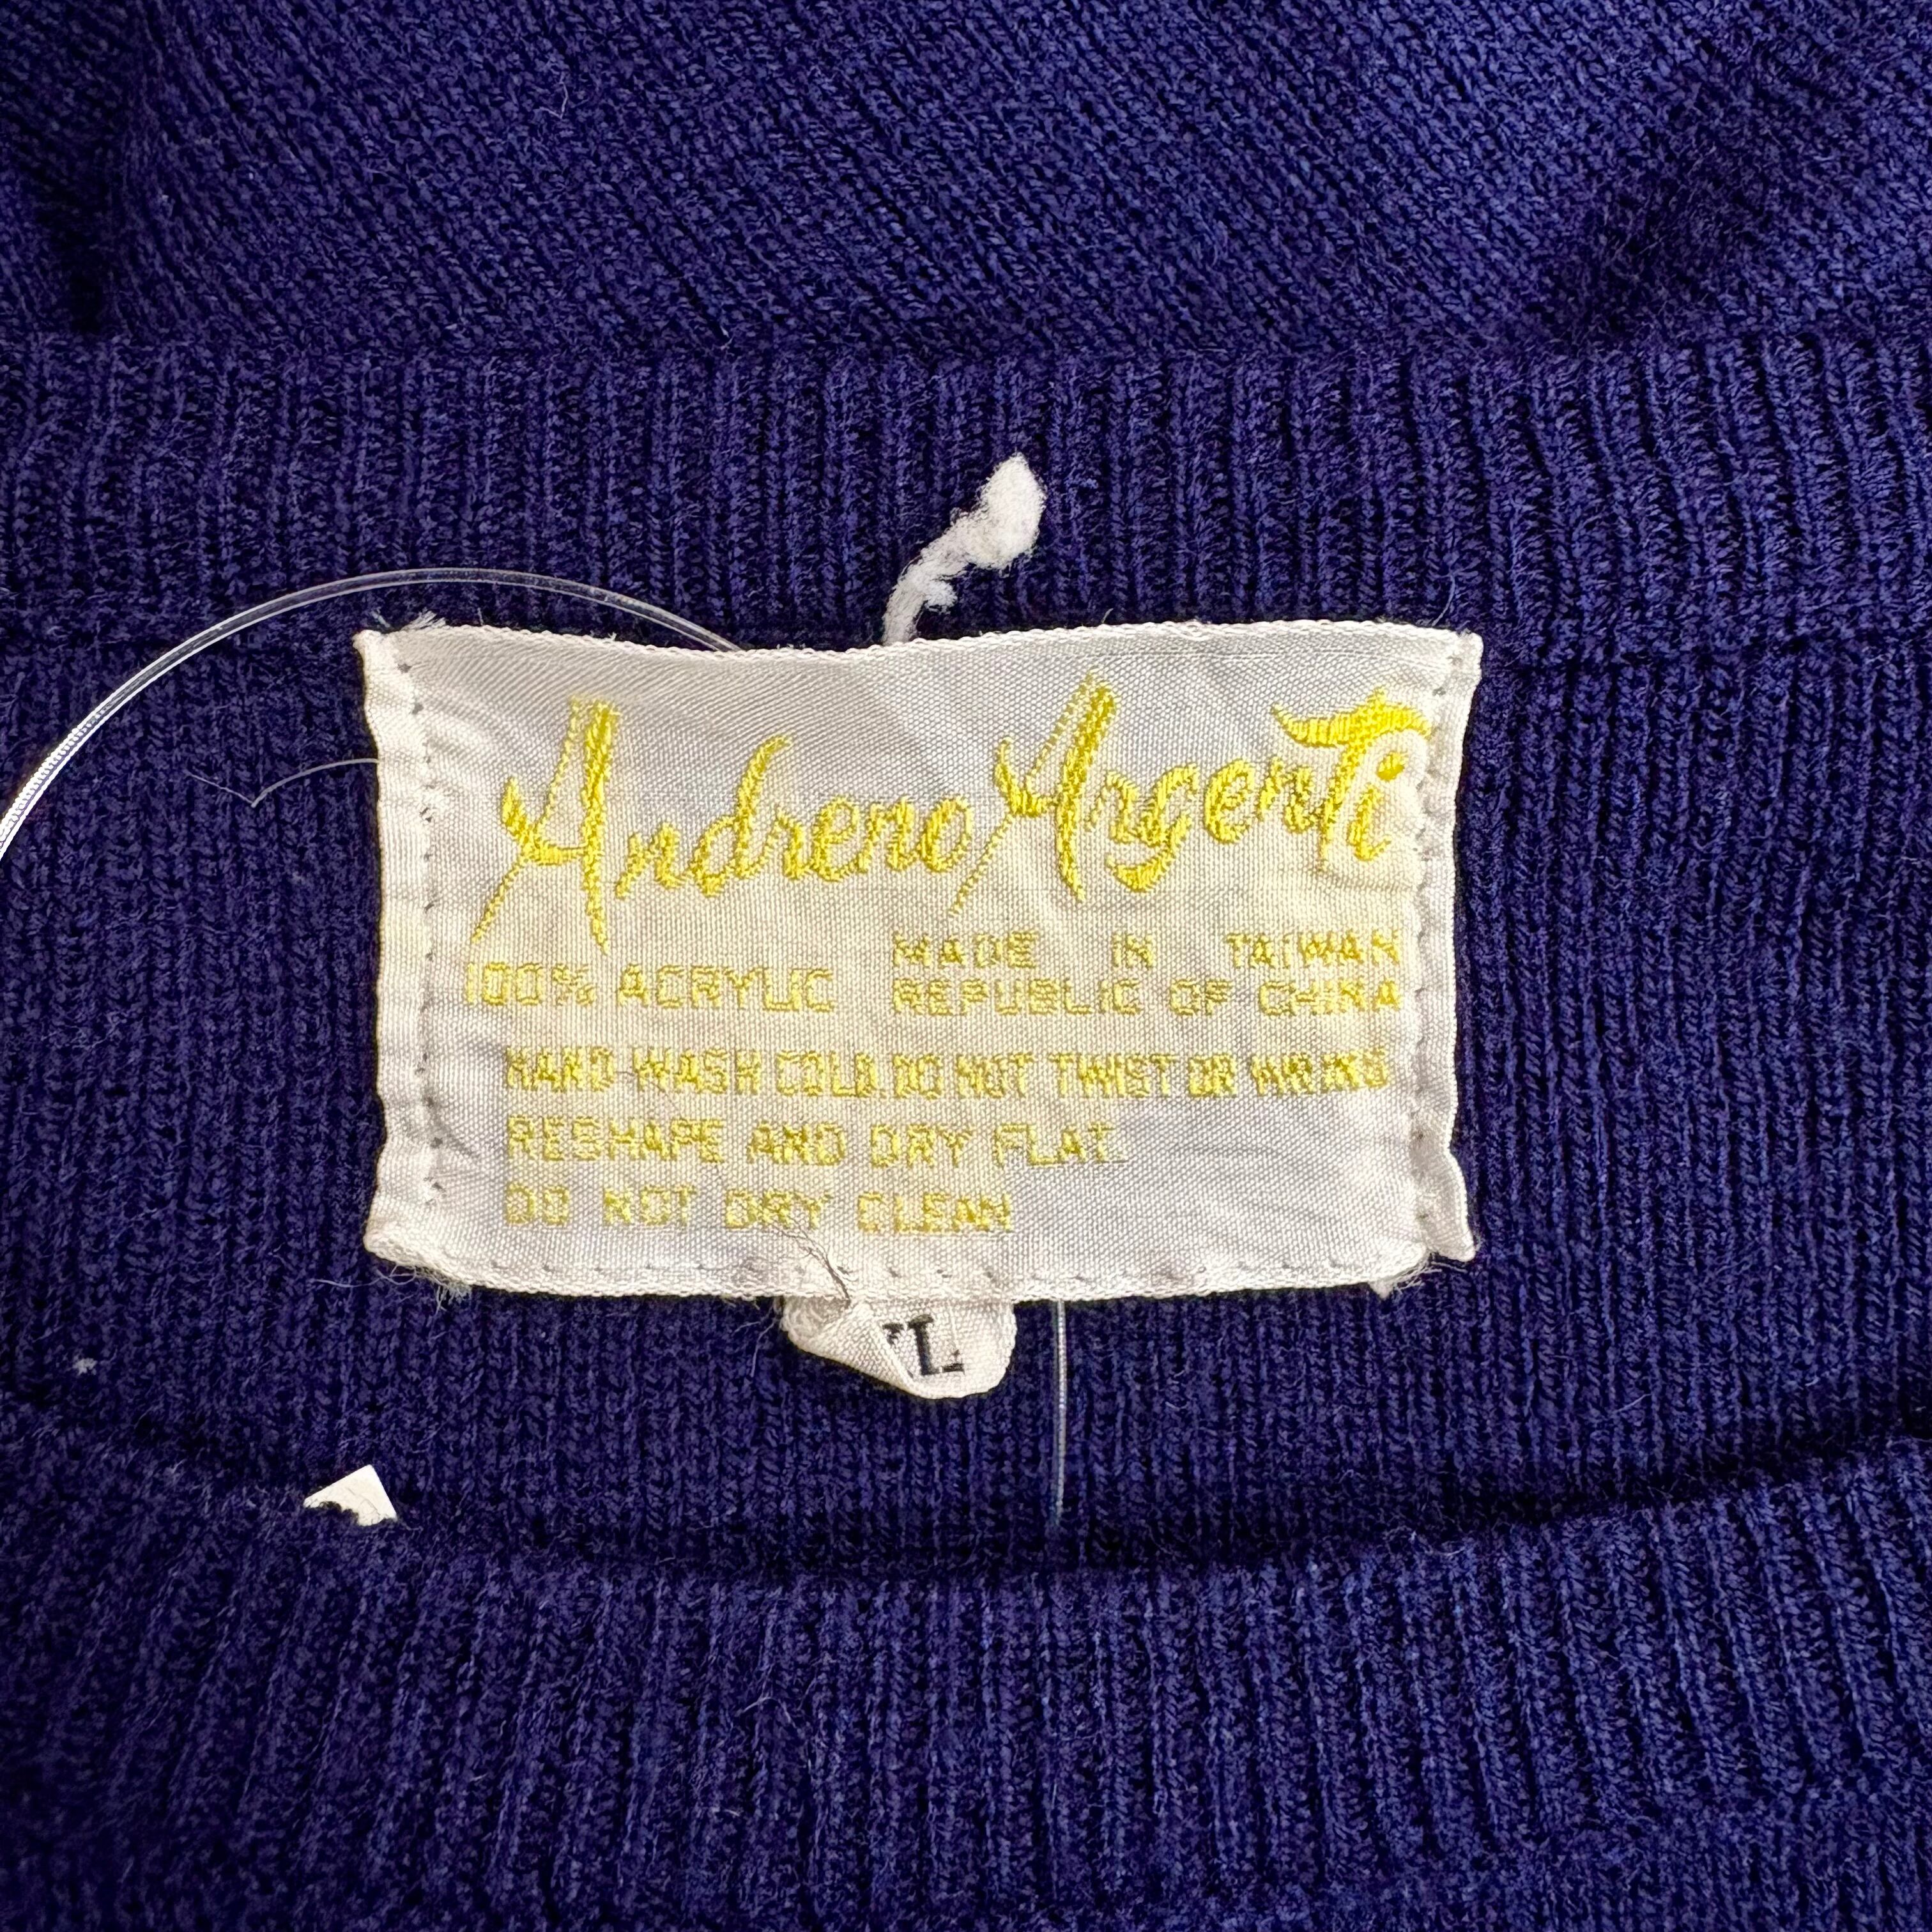 Andreno Argenti
100% ACRYLIC MADE IN TAIWAN
REPUBLIC OF CHINA
HAND WASH COLD. DO NOT TWIST OR WRING
RESHAPE AND DRY FLAT.
DO NOT DRY CLEAN
L